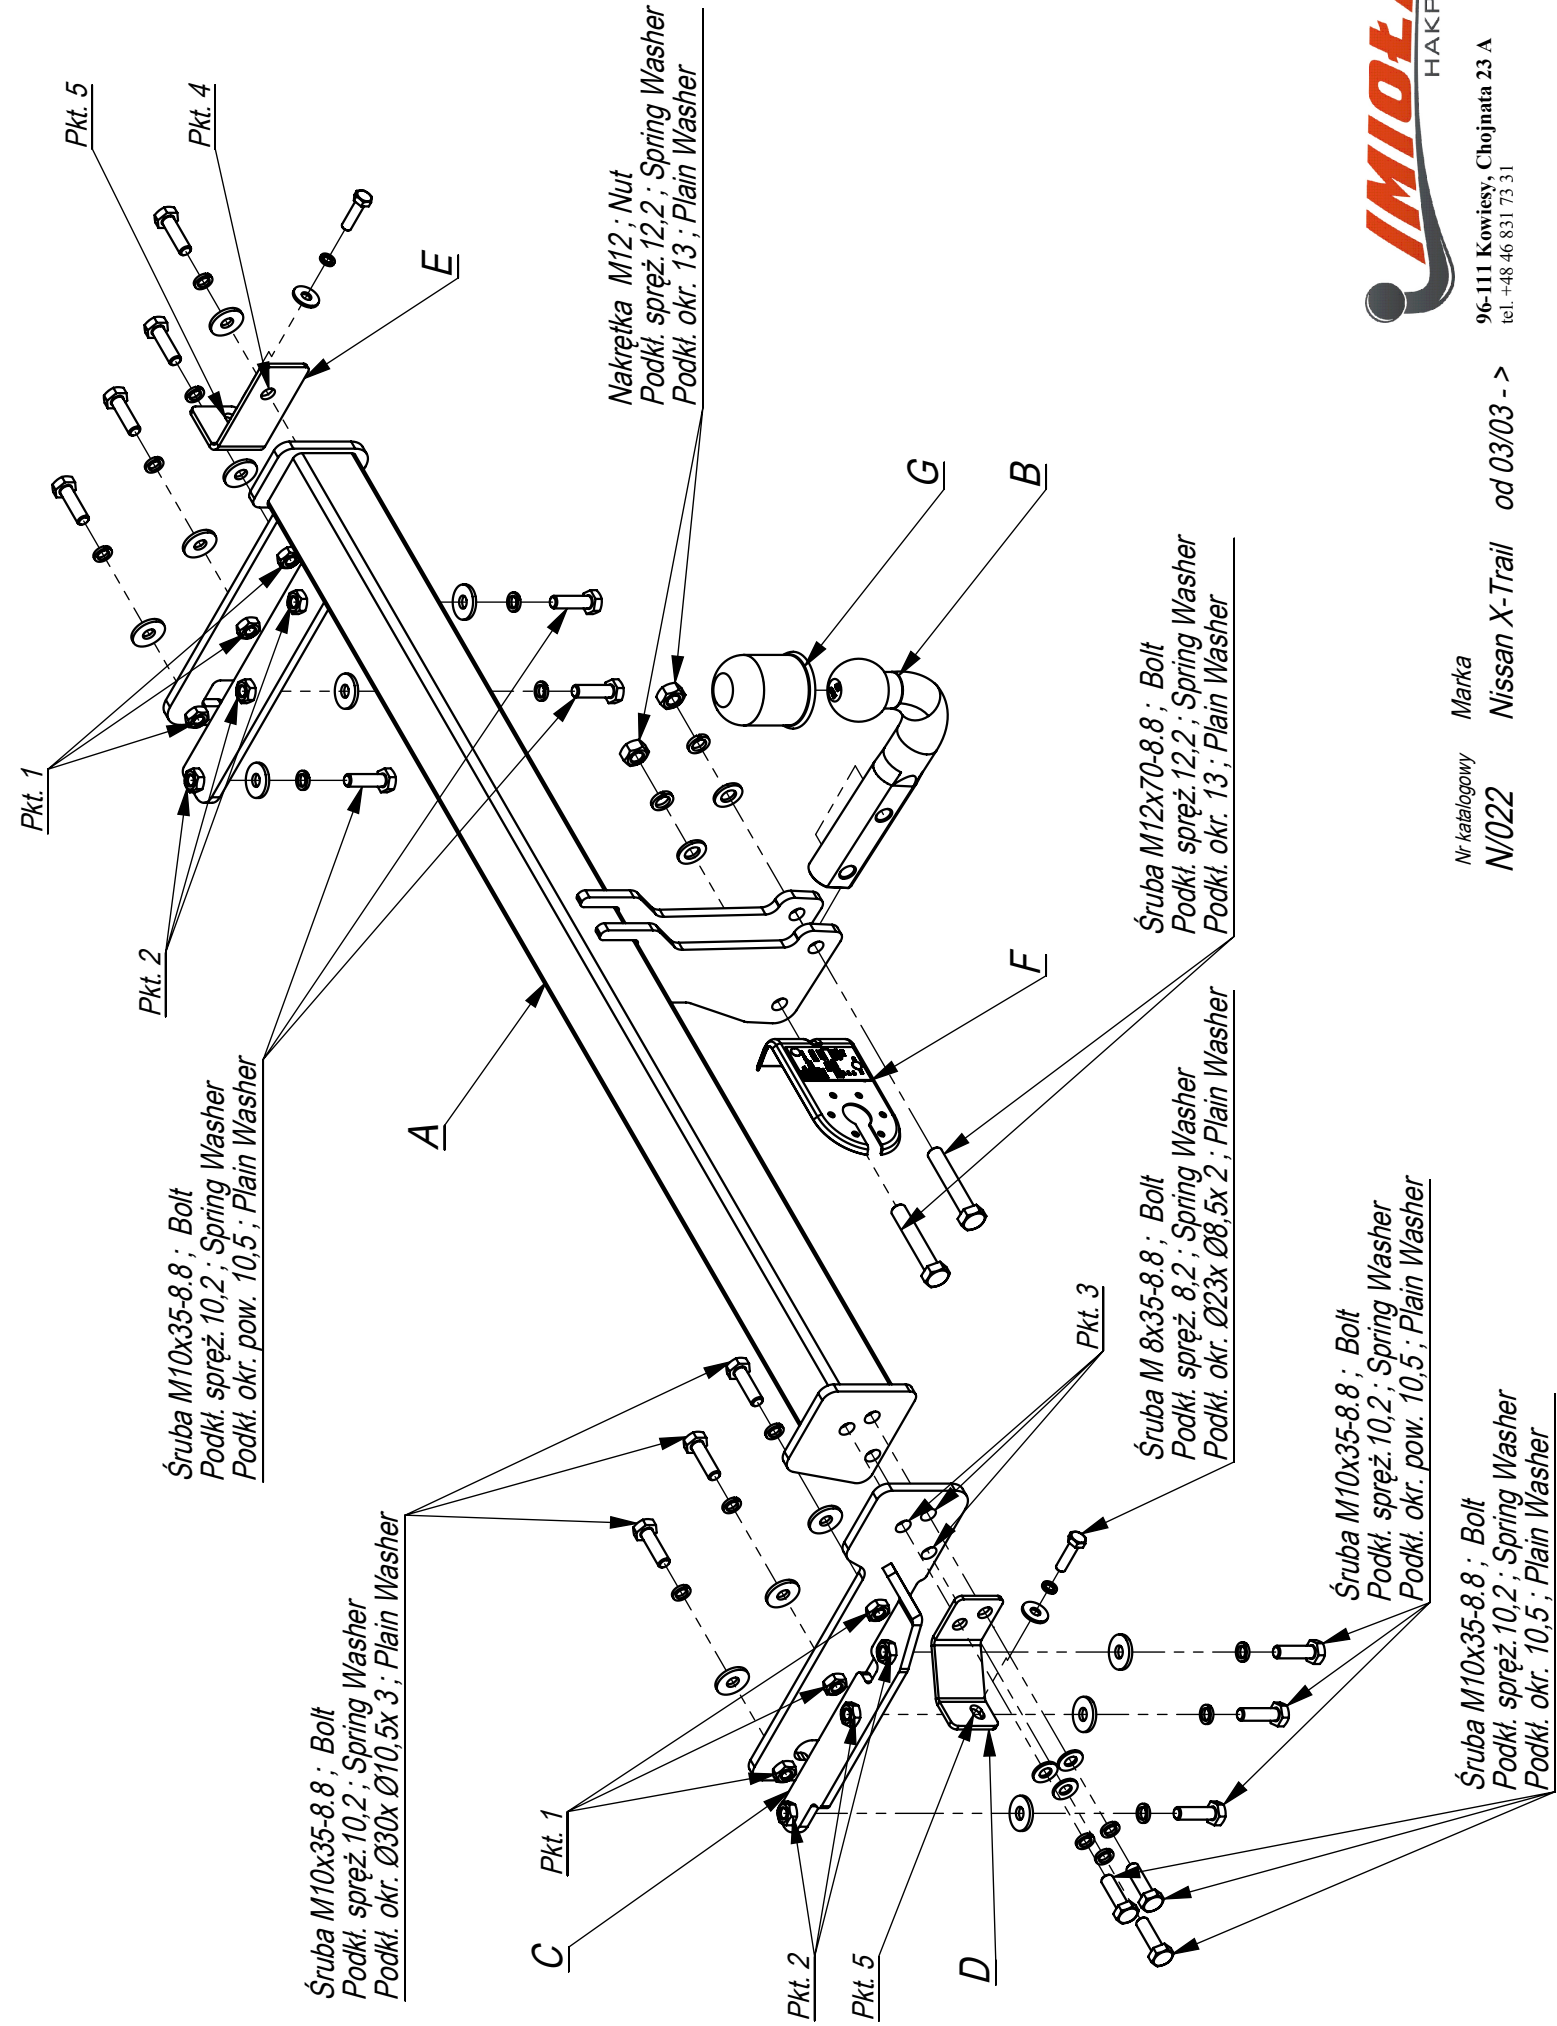 Pkt. 1
Pkt. 2
Pkt. 5
Pkt. 4
E
Śruba M10x35-8.8 ; Bolt
Podkł. spręż.10,2 ; Spring Washer
Podkł. okr. pow. 10,5 ; Plain Washer
A
Nakrętka M12 ; Nut
Podkł. spręż.12,2 ; Spring Washer
Podkł. okr. 13 ; Plain Washer
G
B
F
Śruba M10x35-8.8 ; Bolt
Podkł. spręż.10,2 ; Spring Washer
Podkł. okr. Ø30x Ø10,5x 3 ; Plain Washer
Pkt. 1
C
Pkt. 2
Pkt. 5
D
Pkt. 3
Śruba M12x70-8.8 ; Bolt
Podkł. spręż.12,2 ; Spring Washer
Podkł. okr. 13 ; Plain Washer
Śruba M 8x35-8.8 ; Bolt
Podkł. spręż. 8,2 ; Spring Washer
Podkł. okr. Ø23x Ø8,5x 2 ; Plain Washer
Śruba M10x35-8.8 ; Bolt
Podkł. spręż.10,2 ; Spring Washer
Podkł. okr. pow. 10,5 ; Plain Washer
Śruba M10x35-8.8 ; Bolt
Podkł. spręż.10,2 ; Spring Washer
Podkł. okr. 10,5 ; Plain Washer
Nr katalogowy Marka
N/022 Nissan X-Trail od 03/03 - >
IMIOŁA
HAKP
96-111 Kowiesy, Chojnata 23 A
tel. +48 46 831 73 31